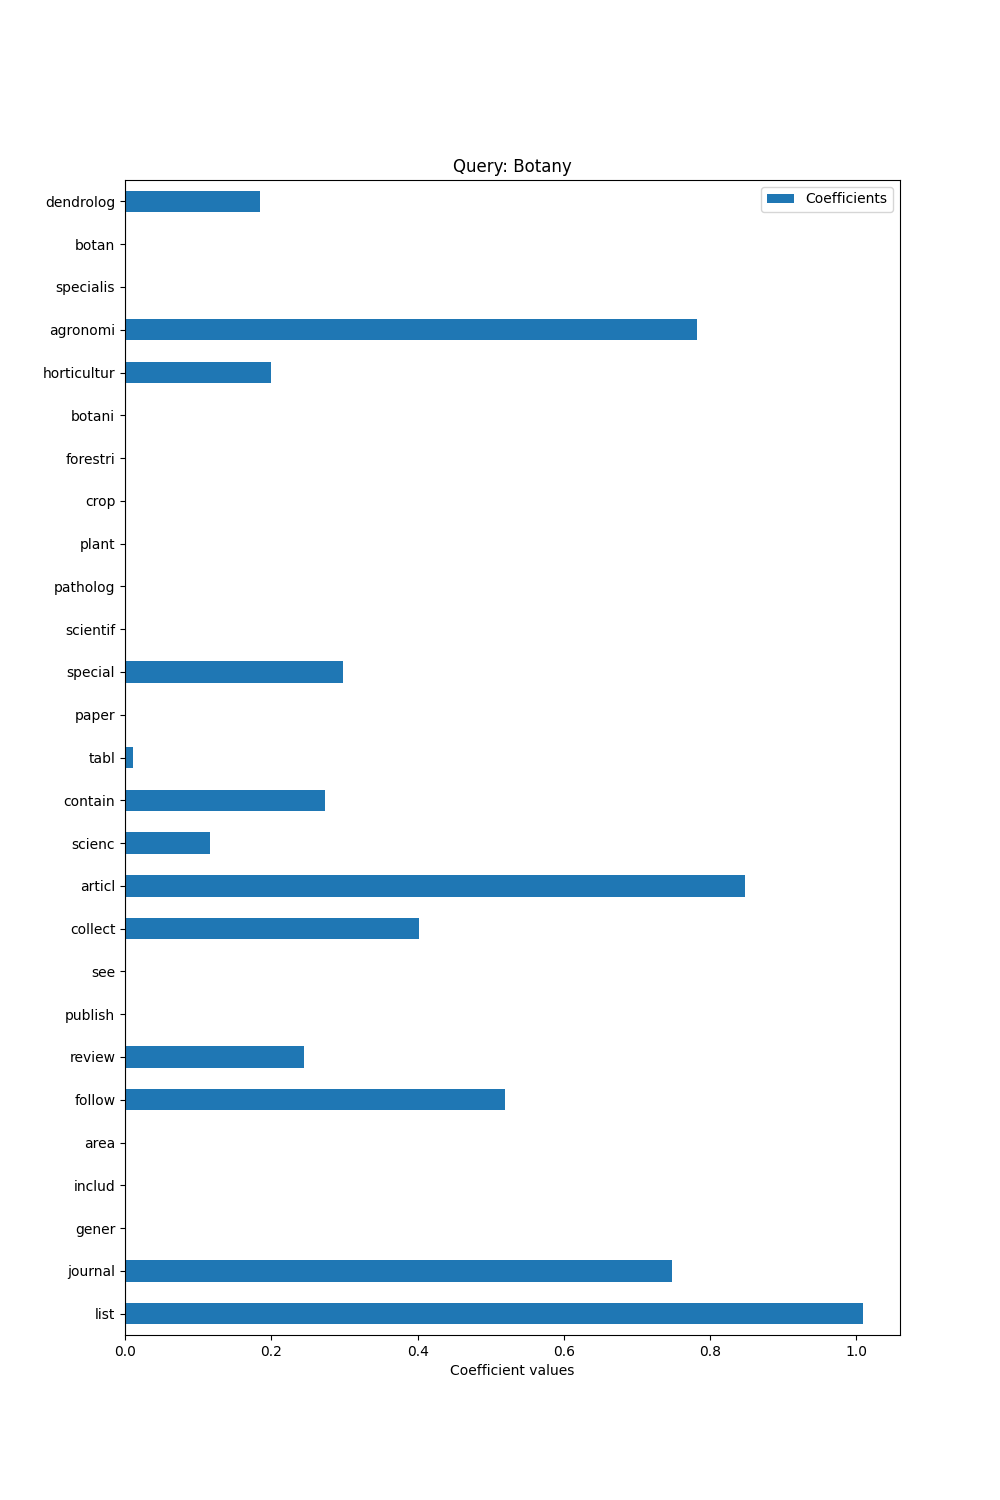 Query: Botany
Coefficients
dendrolog
botan
specialis
agronomi
horticultur
botani
forestri
crop
plant
patholog
scientif
special
paper
tabl
contain
scienc
articl
collect
see
publish
review
follow
area
includ
gener
journal
list
0.0 0.2 0.4 0.6 0.8 1.0
Coefficient values